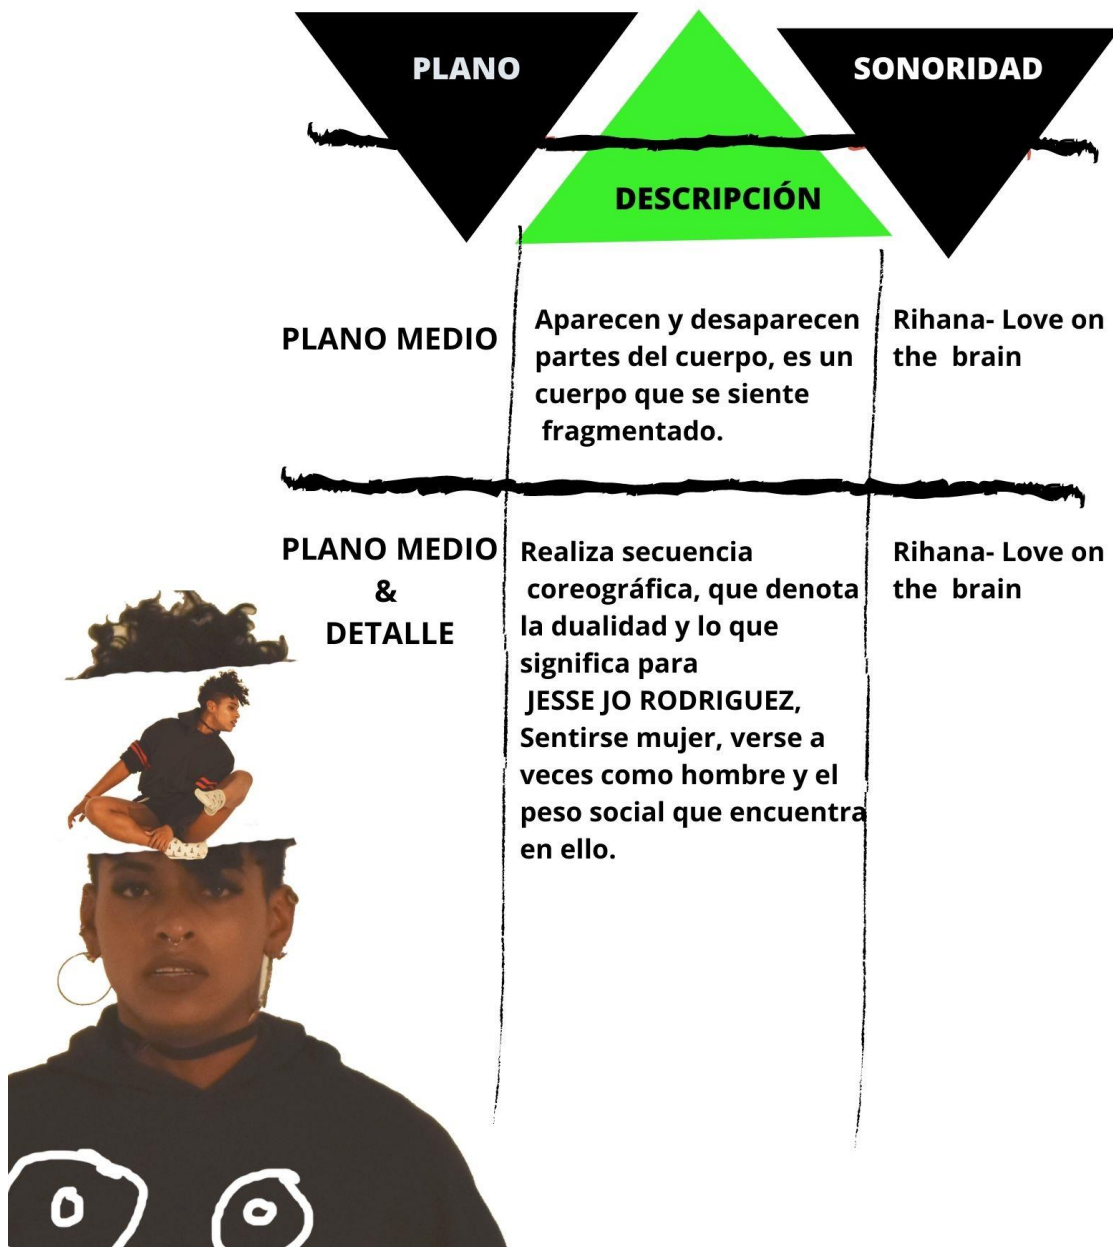 PLANO
DESCRIPCIÓN
SONORIDAD
PLANO MEDIO
Aparecen y desaparecen
partes del cuerpo, es un
cuerpo que se siente
fragmentado.
Rihana- Love on
the brain
PLANO MEDIO
&
DETALLE
Realiza secuencia
coreográfica, que denota
la dualidad y lo que
significa para
JESSE JO RODRIGUEZ,
Sentirse mujer, verse a
veces como hombre y el
peso social que encuentra
en ello.
Rihana- Love on
the brain